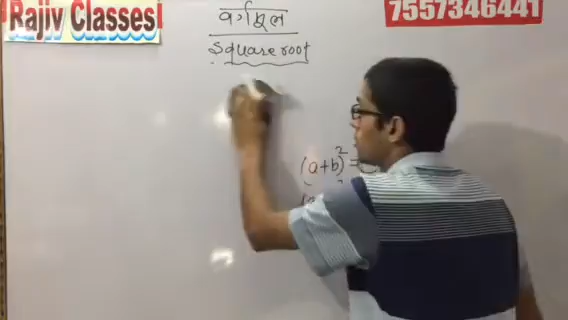 Rajiv Classes!
7557346441
वर्गमूल
Square root
(a+b)² =